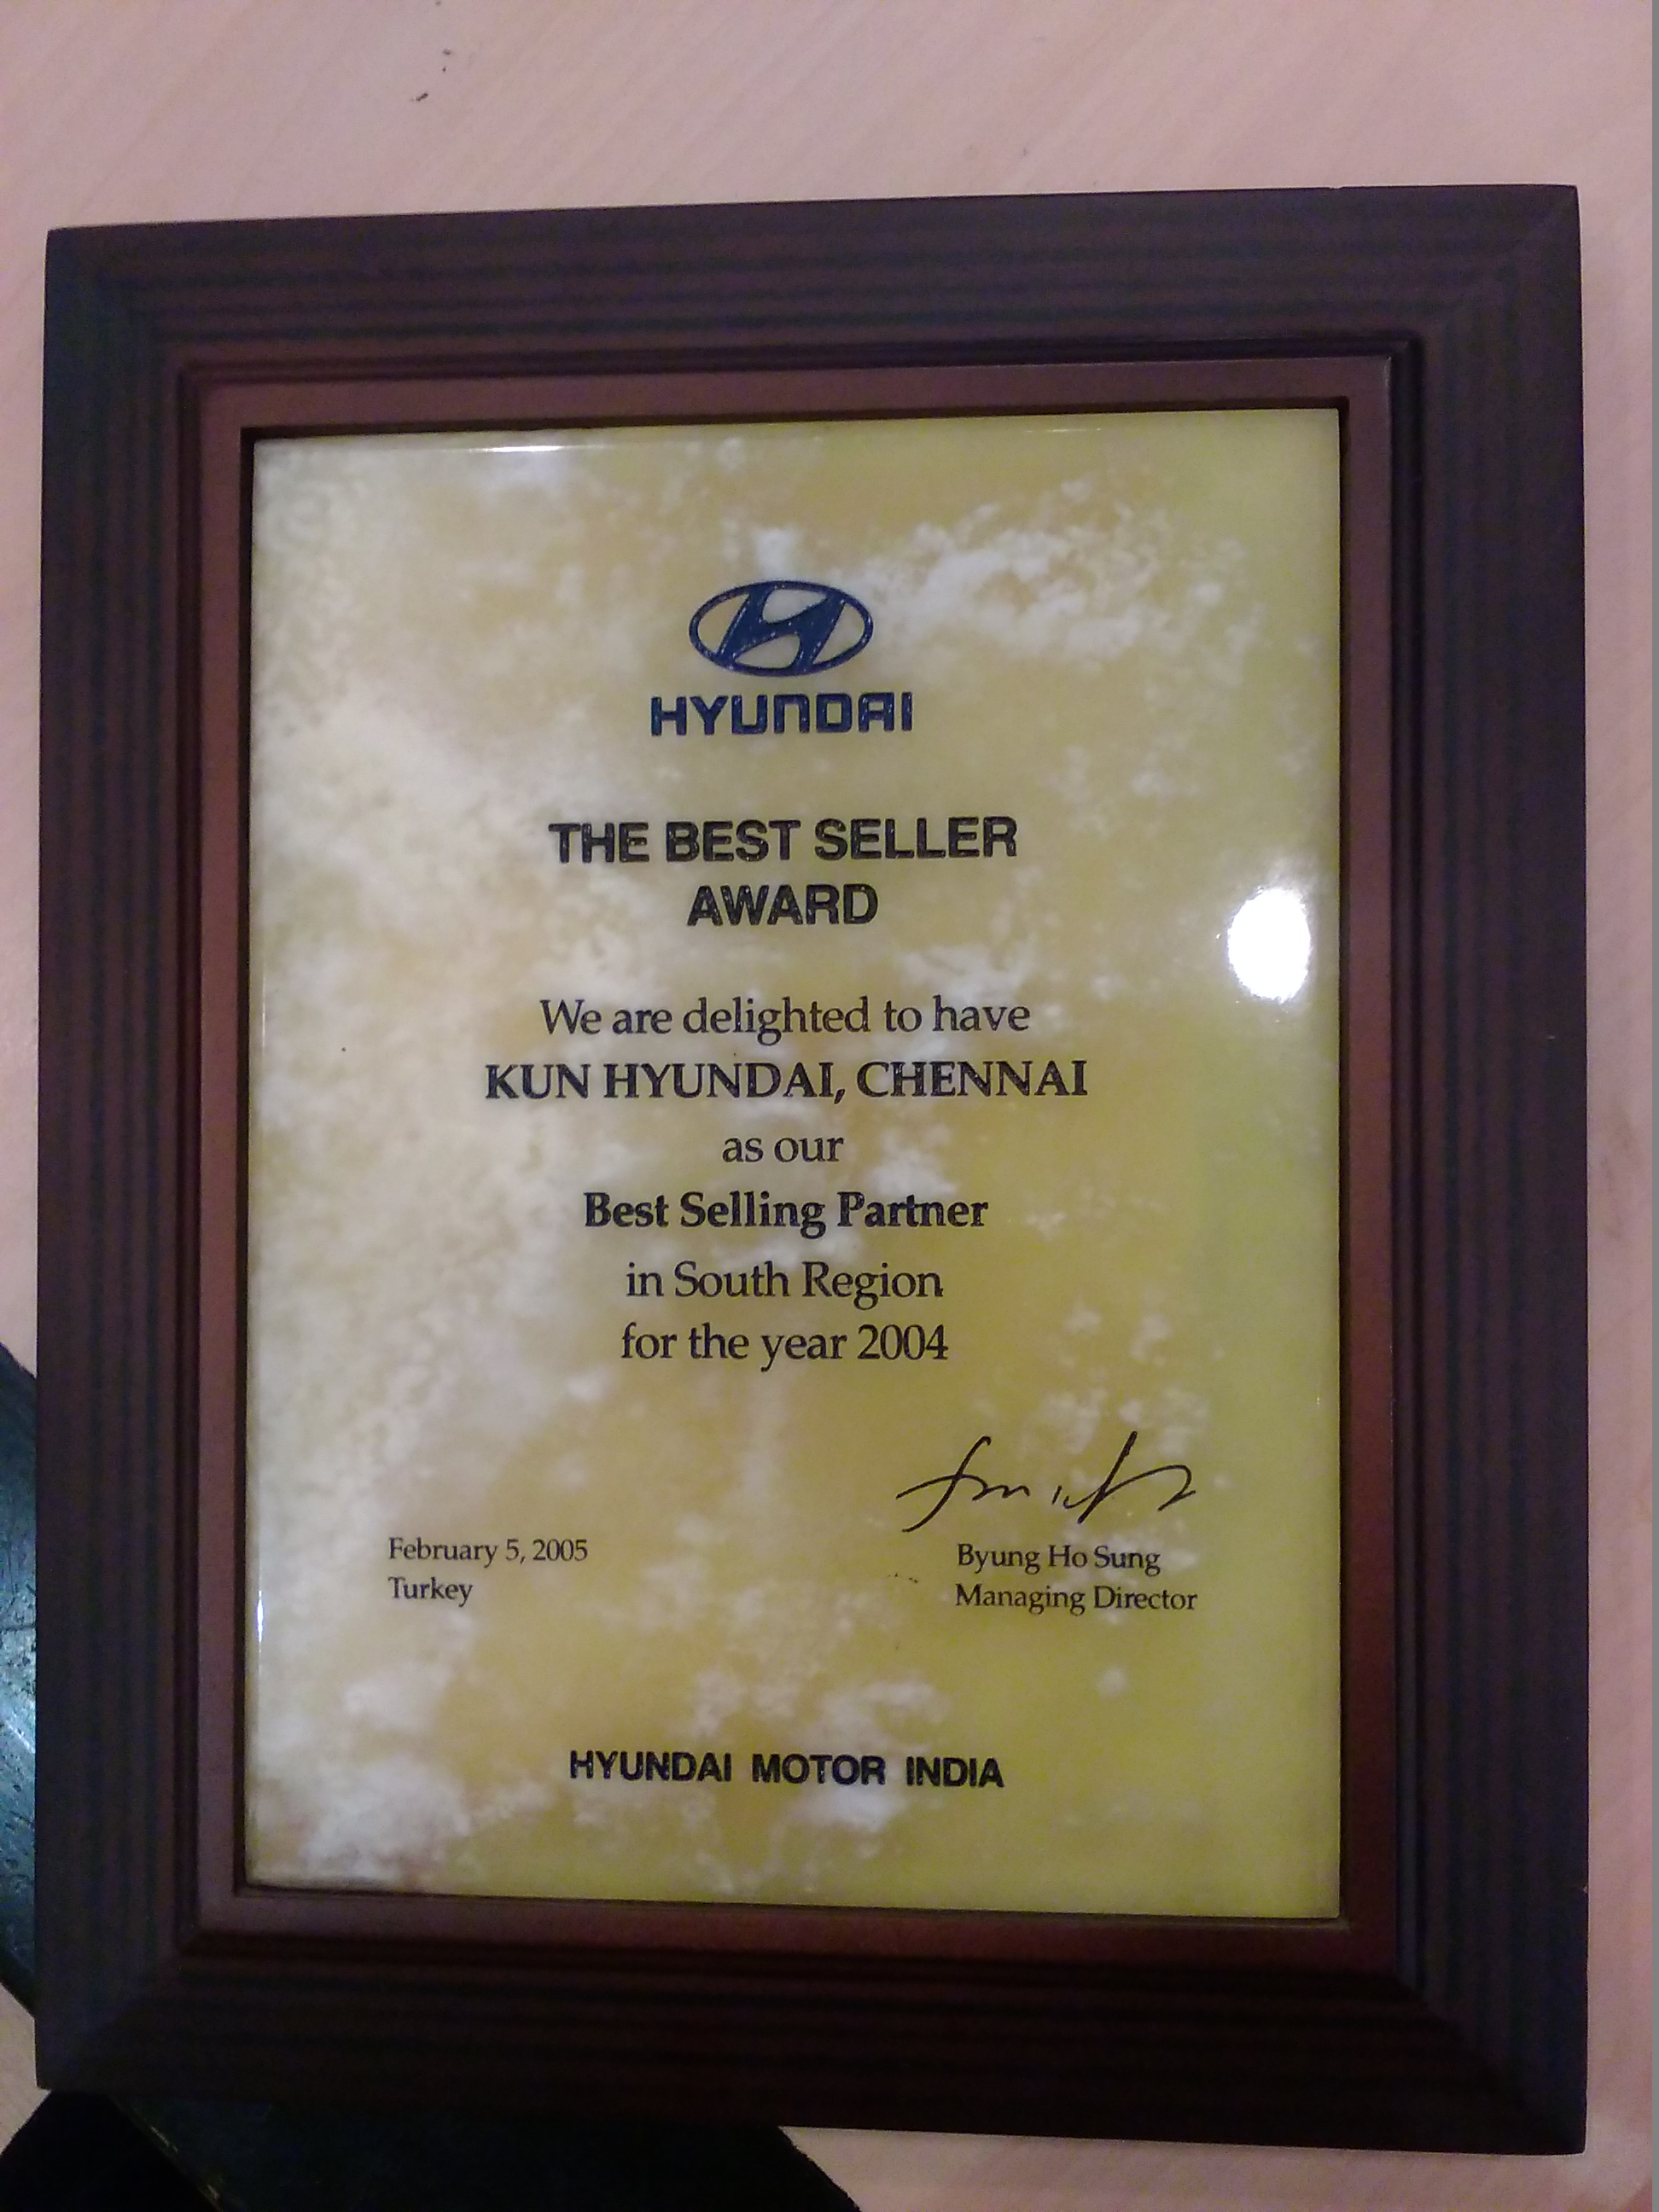 HYUNDAI
THE BEST SELLER
AWARD
We are delighted to have
KUN HYUNDAI, CHENNAI
as our
Best Selling Partner
in South Region
for the year 2004
February 5, 2005
Turkey
Byung Ho Sung
Managing Director
HYUNDAI MOTOR INDIA